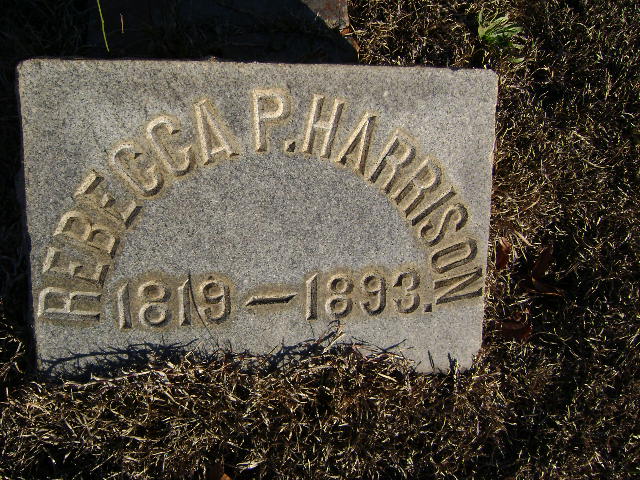 REBECCA P. HARRISON
1819 — 1893.